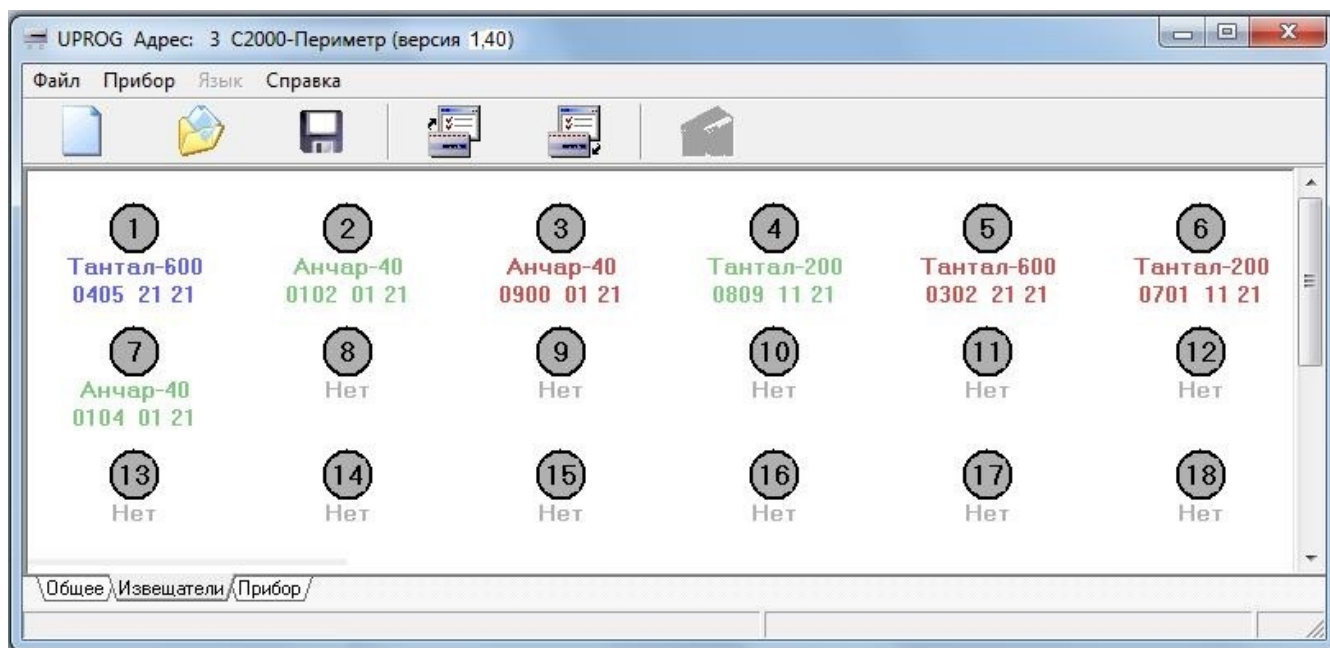 UPROG Адрес: 3 С2000-Периметр (версия 1,40)
Файл Прибор Язык Справка
1 2 3 4 5 6
Тантал-600 Анчар-40 Анчар-40 Тантал-200 Тантал-600 Тантал-200
0405 21 21 0102 01 21 0900 01 21 0809 11 21 0302 21 21 0701 11 21
7 8 9 10 11 12
Анчар-40 Нет Нет Нет Нет Нет
0104 01 21
13 14 15 16 17 18
Нет Нет Нет Нет Нет Нет
Общее Извещатели Прибор